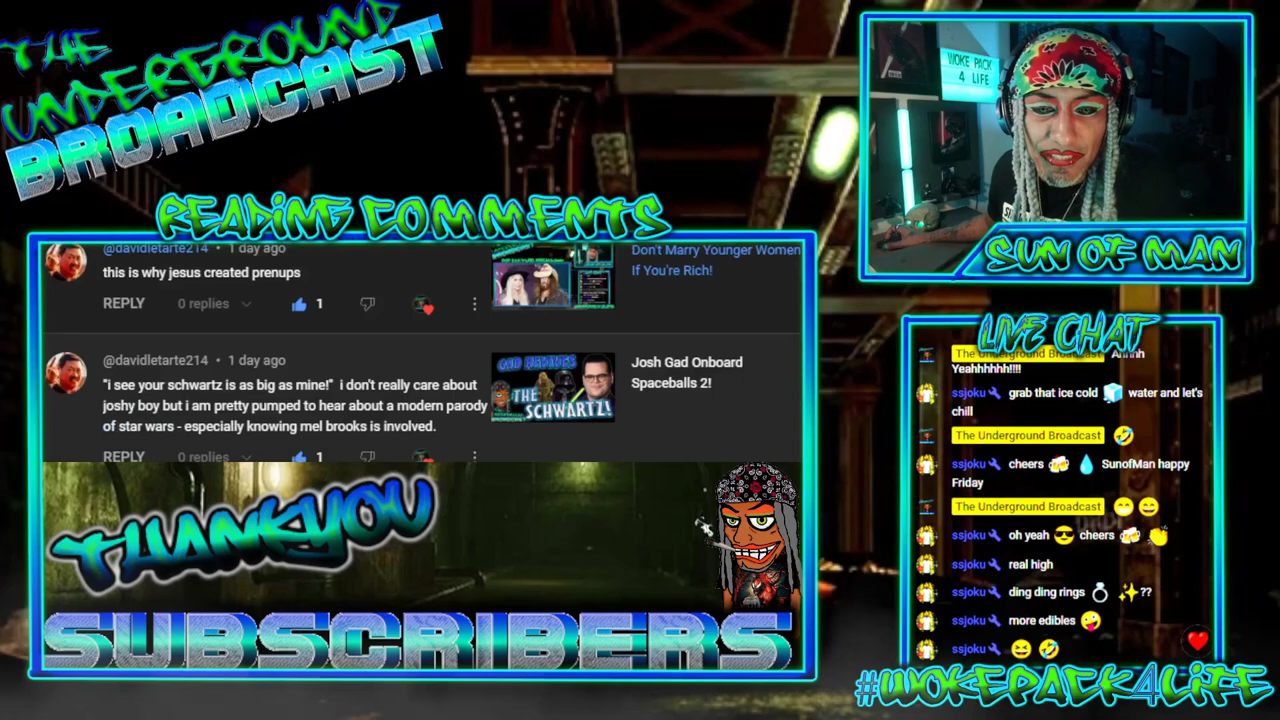 THE
UNDERGROUND
BROADCAST
READING COMMENTS
@davidletarte214 • 1 day ago
this is why jesus created prenups
REPLY 0 replies 1
Don't Marry Younger Women
If You're Rich!
@davidletarte214 • 1 day ago
"i see your schwartz is as big as mine!" i don't really care about
joshy boy but i am pretty pumped to hear about a modern parody
of star wars - especially knowing mel brooks is involved.
REPLY 0 replies 1
GAD
THE
SCHWARTZ!
Josh Gad Onboard
Spaceballs 2!
THANKYOU
SUBSCRIBERS
WOKE PACK
4 LIFE
SUN OF MAN
LIVE CHAT
The Underground Broadcast Ahhhh
Yeahhhhhh!!!!
ssjoku grab that ice cold 🧊 water and let's
chill
The Underground Broadcast 🤣
ssjoku cheers 🍻 💧 SunofMan happy
Friday
The Underground Broadcast 😁 😄
ssjoku oh yeah 😎 cheers 🍻 👏
ssjoku real high
ssjoku ding ding rings 💍 ✨??
ssjoku more edibles 🤪
ssjoku 😆 🤣
#WOKEPACK4LIFE